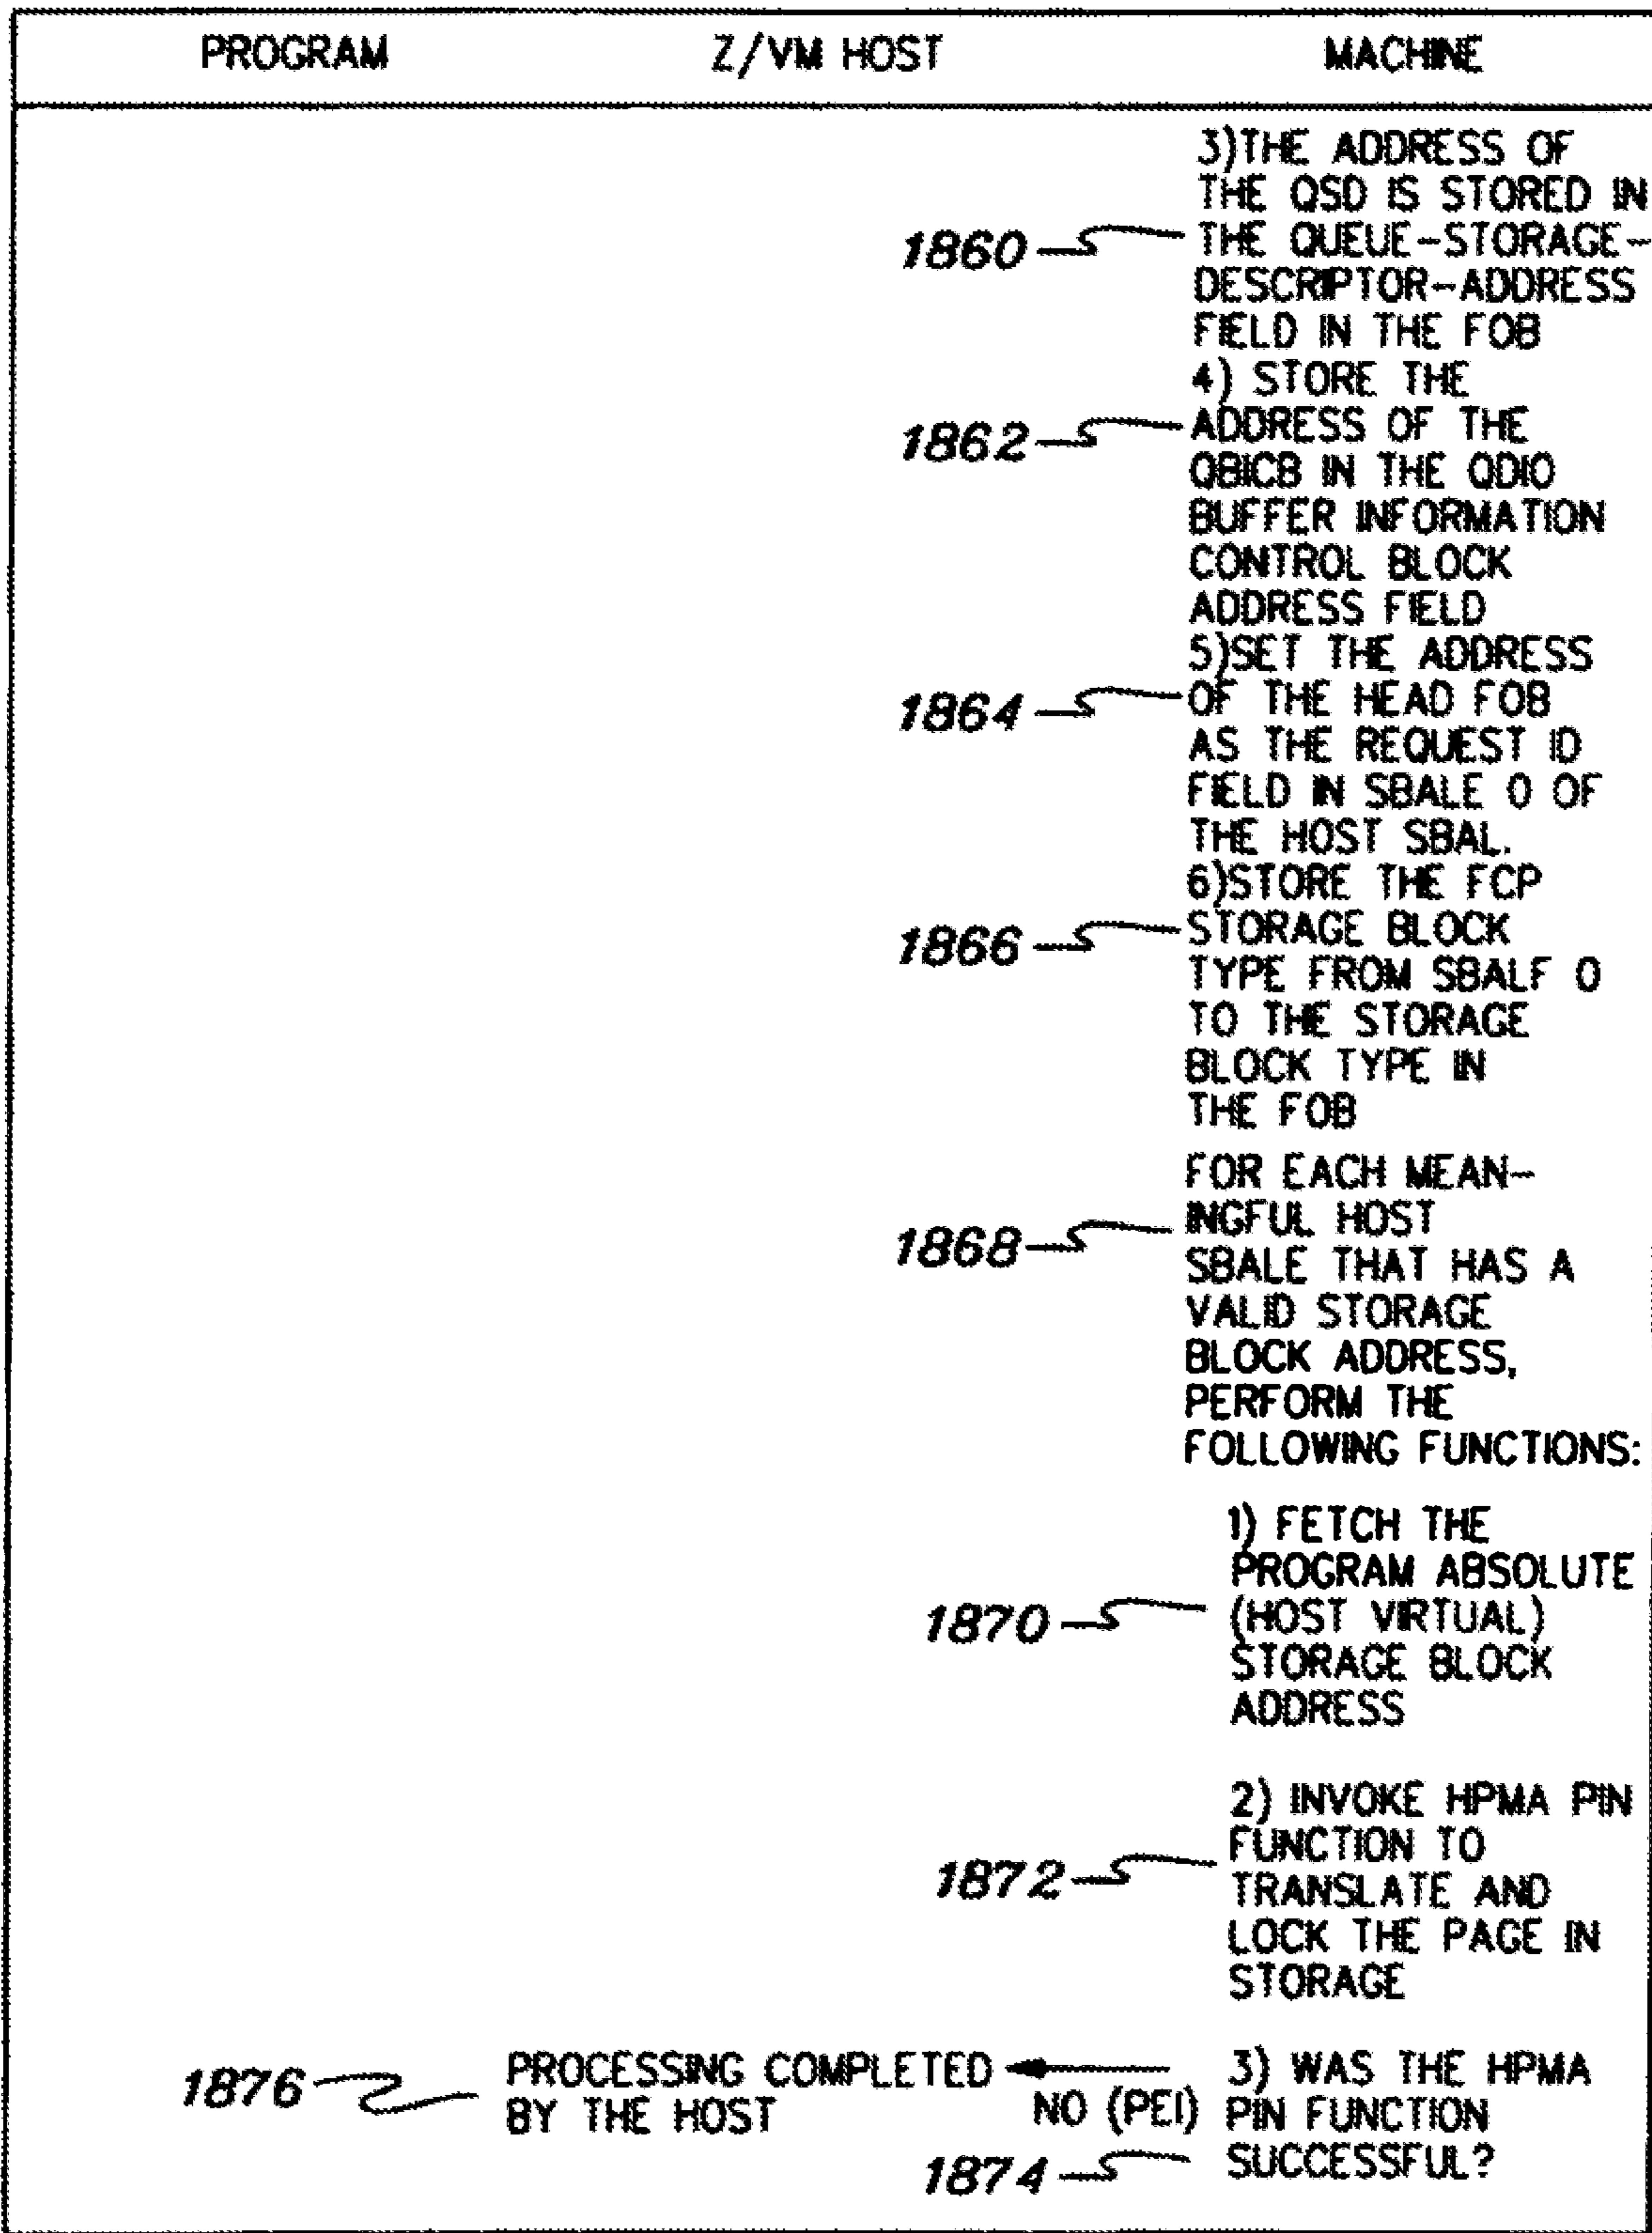 PROGRAM Z/VM HOST MACHINE
3)THE ADDRESS OF
THE QSD IS STORED IN
1860 THE QUEUE-STORAGE-
DESCRIPTOR-ADDRESS
FIELD IN THE FOB
4) STORE THE
1862 ADDRESS OF THE
QBICB IN THE QDIO
BUFFER INFORMATION
CONTROL BLOCK
ADDRESS FIELD
5)SET THE ADDRESS
1864 OF THE HEAD FOB
AS THE REQUEST ID
FIELD IN SBALE 0 OF
THE HOST SBAL.
6)STORE THE FCP
1866 STORAGE BLOCK
TYPE FROM SBALF 0
TO THE STORAGE
BLOCK TYPE IN
THE FOB
FOR EACH MEAN-
1868 INGFUL HOST
SBALE THAT HAS A
VALID STORAGE
BLOCK ADDRESS,
PERFORM THE
FOLLOWING FUNCTIONS:
1) FETCH THE
PROGRAM ABSOLUTE
1870 (HOST VIRTUAL)
STORAGE BLOCK
ADDRESS
2) INVOKE HPMA PIN
FUNCTION TO
1872 TRANSLATE AND
LOCK THE PAGE IN
STORAGE
1876 PROCESSING COMPLETED 3) WAS THE HPMA
BY THE HOST NO (PEI) PIN FUNCTION
1874 SUCCESSFUL?